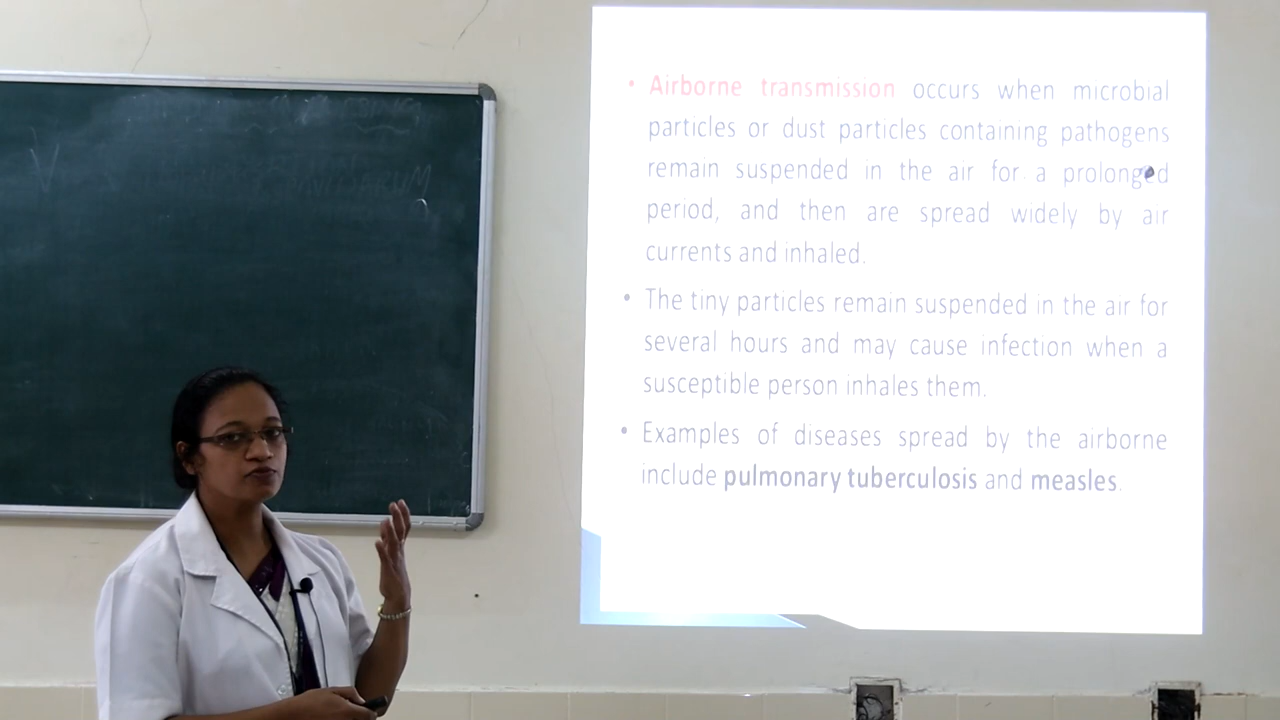 • Airborne transmission occurs when microbial
particles or dust particles containing pathogens
remain suspended in the air for a prolonged
period, and then are spread widely by air
currents and inhaled.
• The tiny particles remain suspended in the air for
several hours and may cause infection when a
susceptible person inhales them.
• Examples of diseases spread by the airborne
include pulmonary tuberculosis and measles.